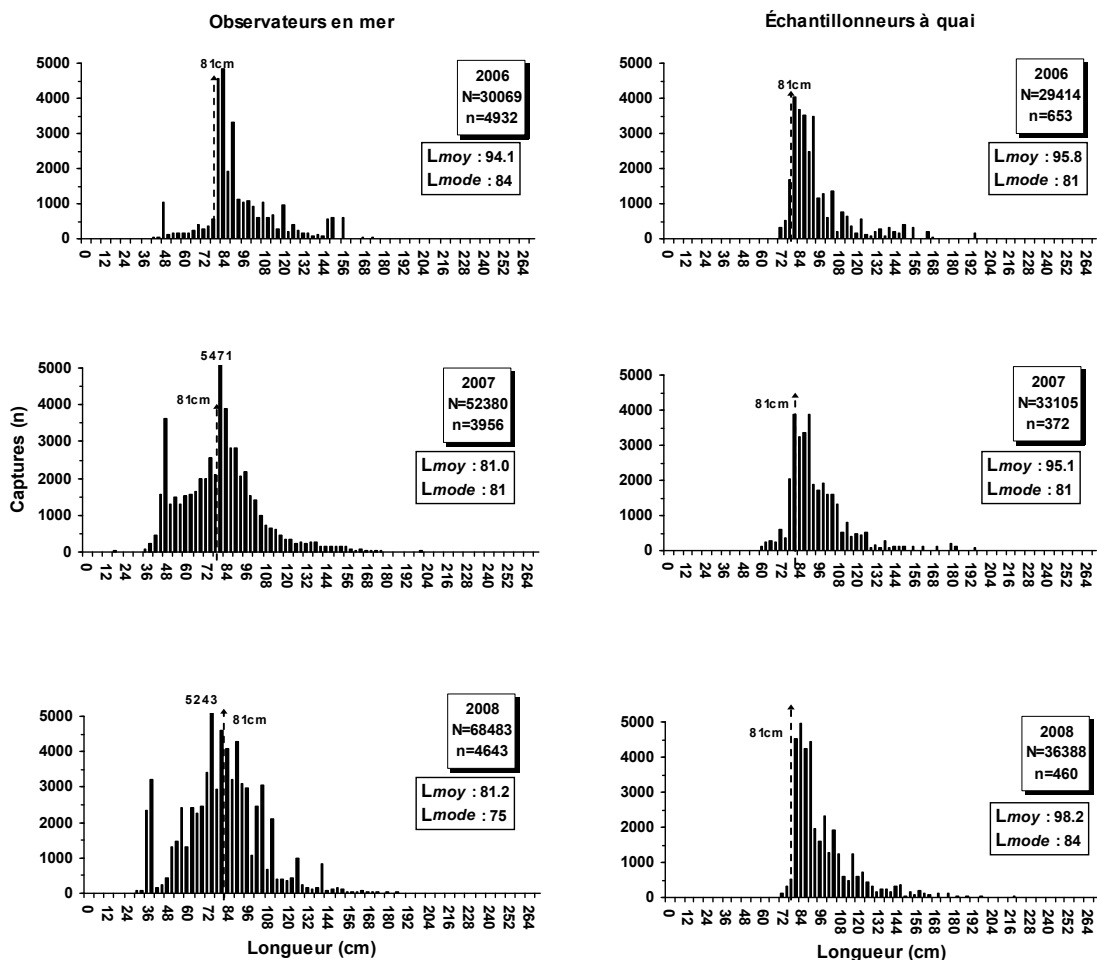 Observateurs en mer
Échantillonneurs à quai
5000
4000
3000
2000
1000
0
81cm
2006
N=30069
n=4932
Lmoy : 94.1
Lmode : 84
0 12 24 36 48 60 72 84 96 108 120 132 144 156 168 180 192 204 216 228 240 252 264
5000
4000
3000
2000
1000
0
81cm
2006
N=29414
n=653
Lmoy : 95.8
Lmode : 81
0 12 24 36 48 60 72 84 96 108 120 132 144 156 168 180 192 204 216 228 240 252 264
Captures (n)
5000
4000
3000
2000
1000
0
5471
81cm
2007
N=52380
n=3956
Lmoy : 81.0
Lmode : 81
0 12 24 36 48 60 72 84 96 108 120 132 144 156 168 180 192 204 216 228 240 252 264
5000
4000
3000
2000
1000
0
81cm
2007
N=33105
n=372
Lmoy : 95.1
Lmode : 81
0 12 24 36 48 60 72 84 96 108 120 132 144 156 168 180 192 204 216 228 240 252 264
5000
4000
3000
2000
1000
0
5243
81cm
2008
N=68483
n=4643
Lmoy : 81.2
Lmode : 75
0 12 24 36 48 60 72 84 96 108 120 132 144 156 168 180 192 204 216 228 240 252 264
Longueur (cm)
5000
4000
3000
2000
1000
0
81cm
2008
N=36388
n=460
Lmoy : 98.2
Lmode : 84
0 12 24 36 48 60 72 84 96 108 120 132 144 156 168 180 192 204 216 228 240 252 264
Longueur (cm)